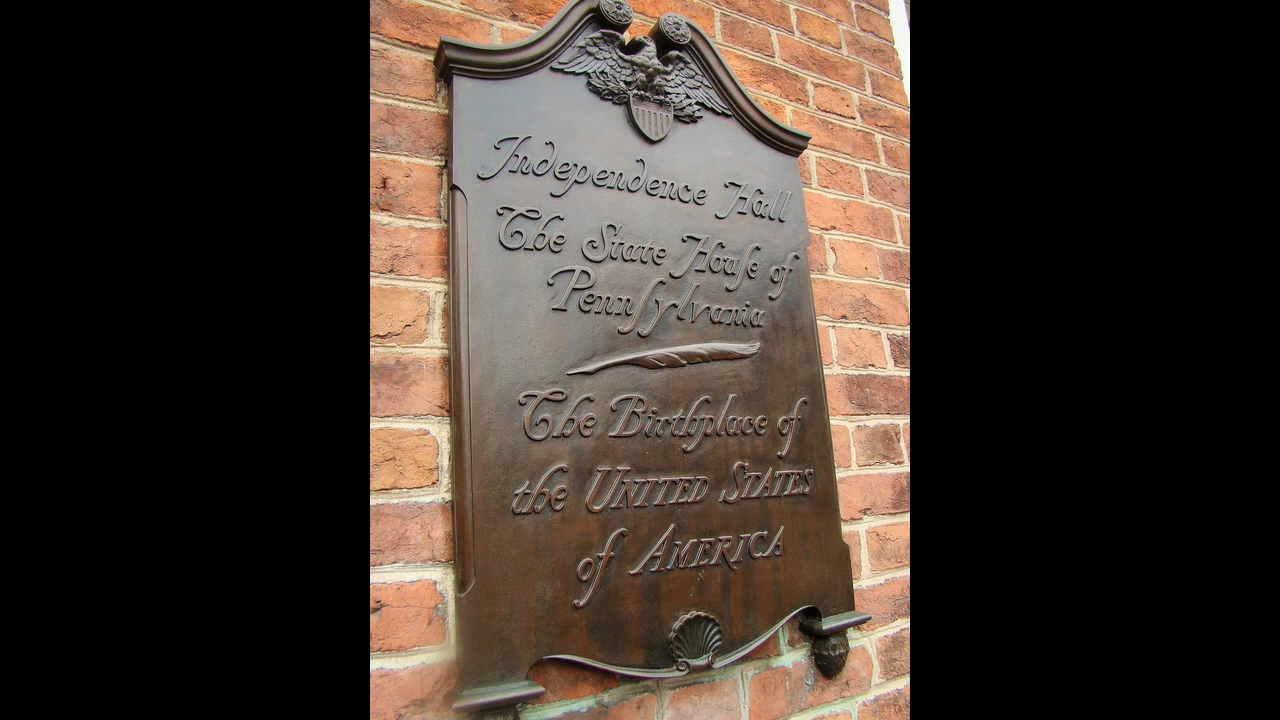 Independence Hall
The State Houſe of
Pennſylvania
The Birthplace of
the UNITED STATES
of AMERICA